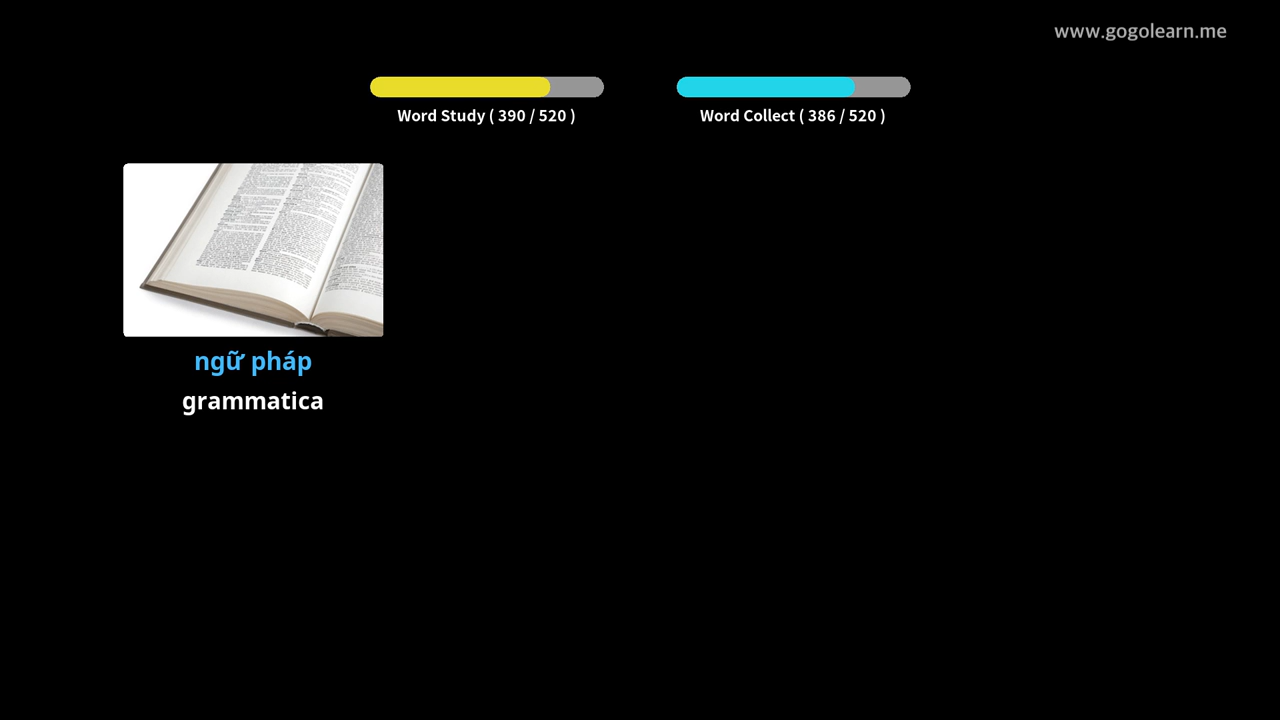 www.gogolearn.me
Word Study ( 390 / 520 )
Word Collect ( 386 / 520 )
ngữ pháp
grammatica